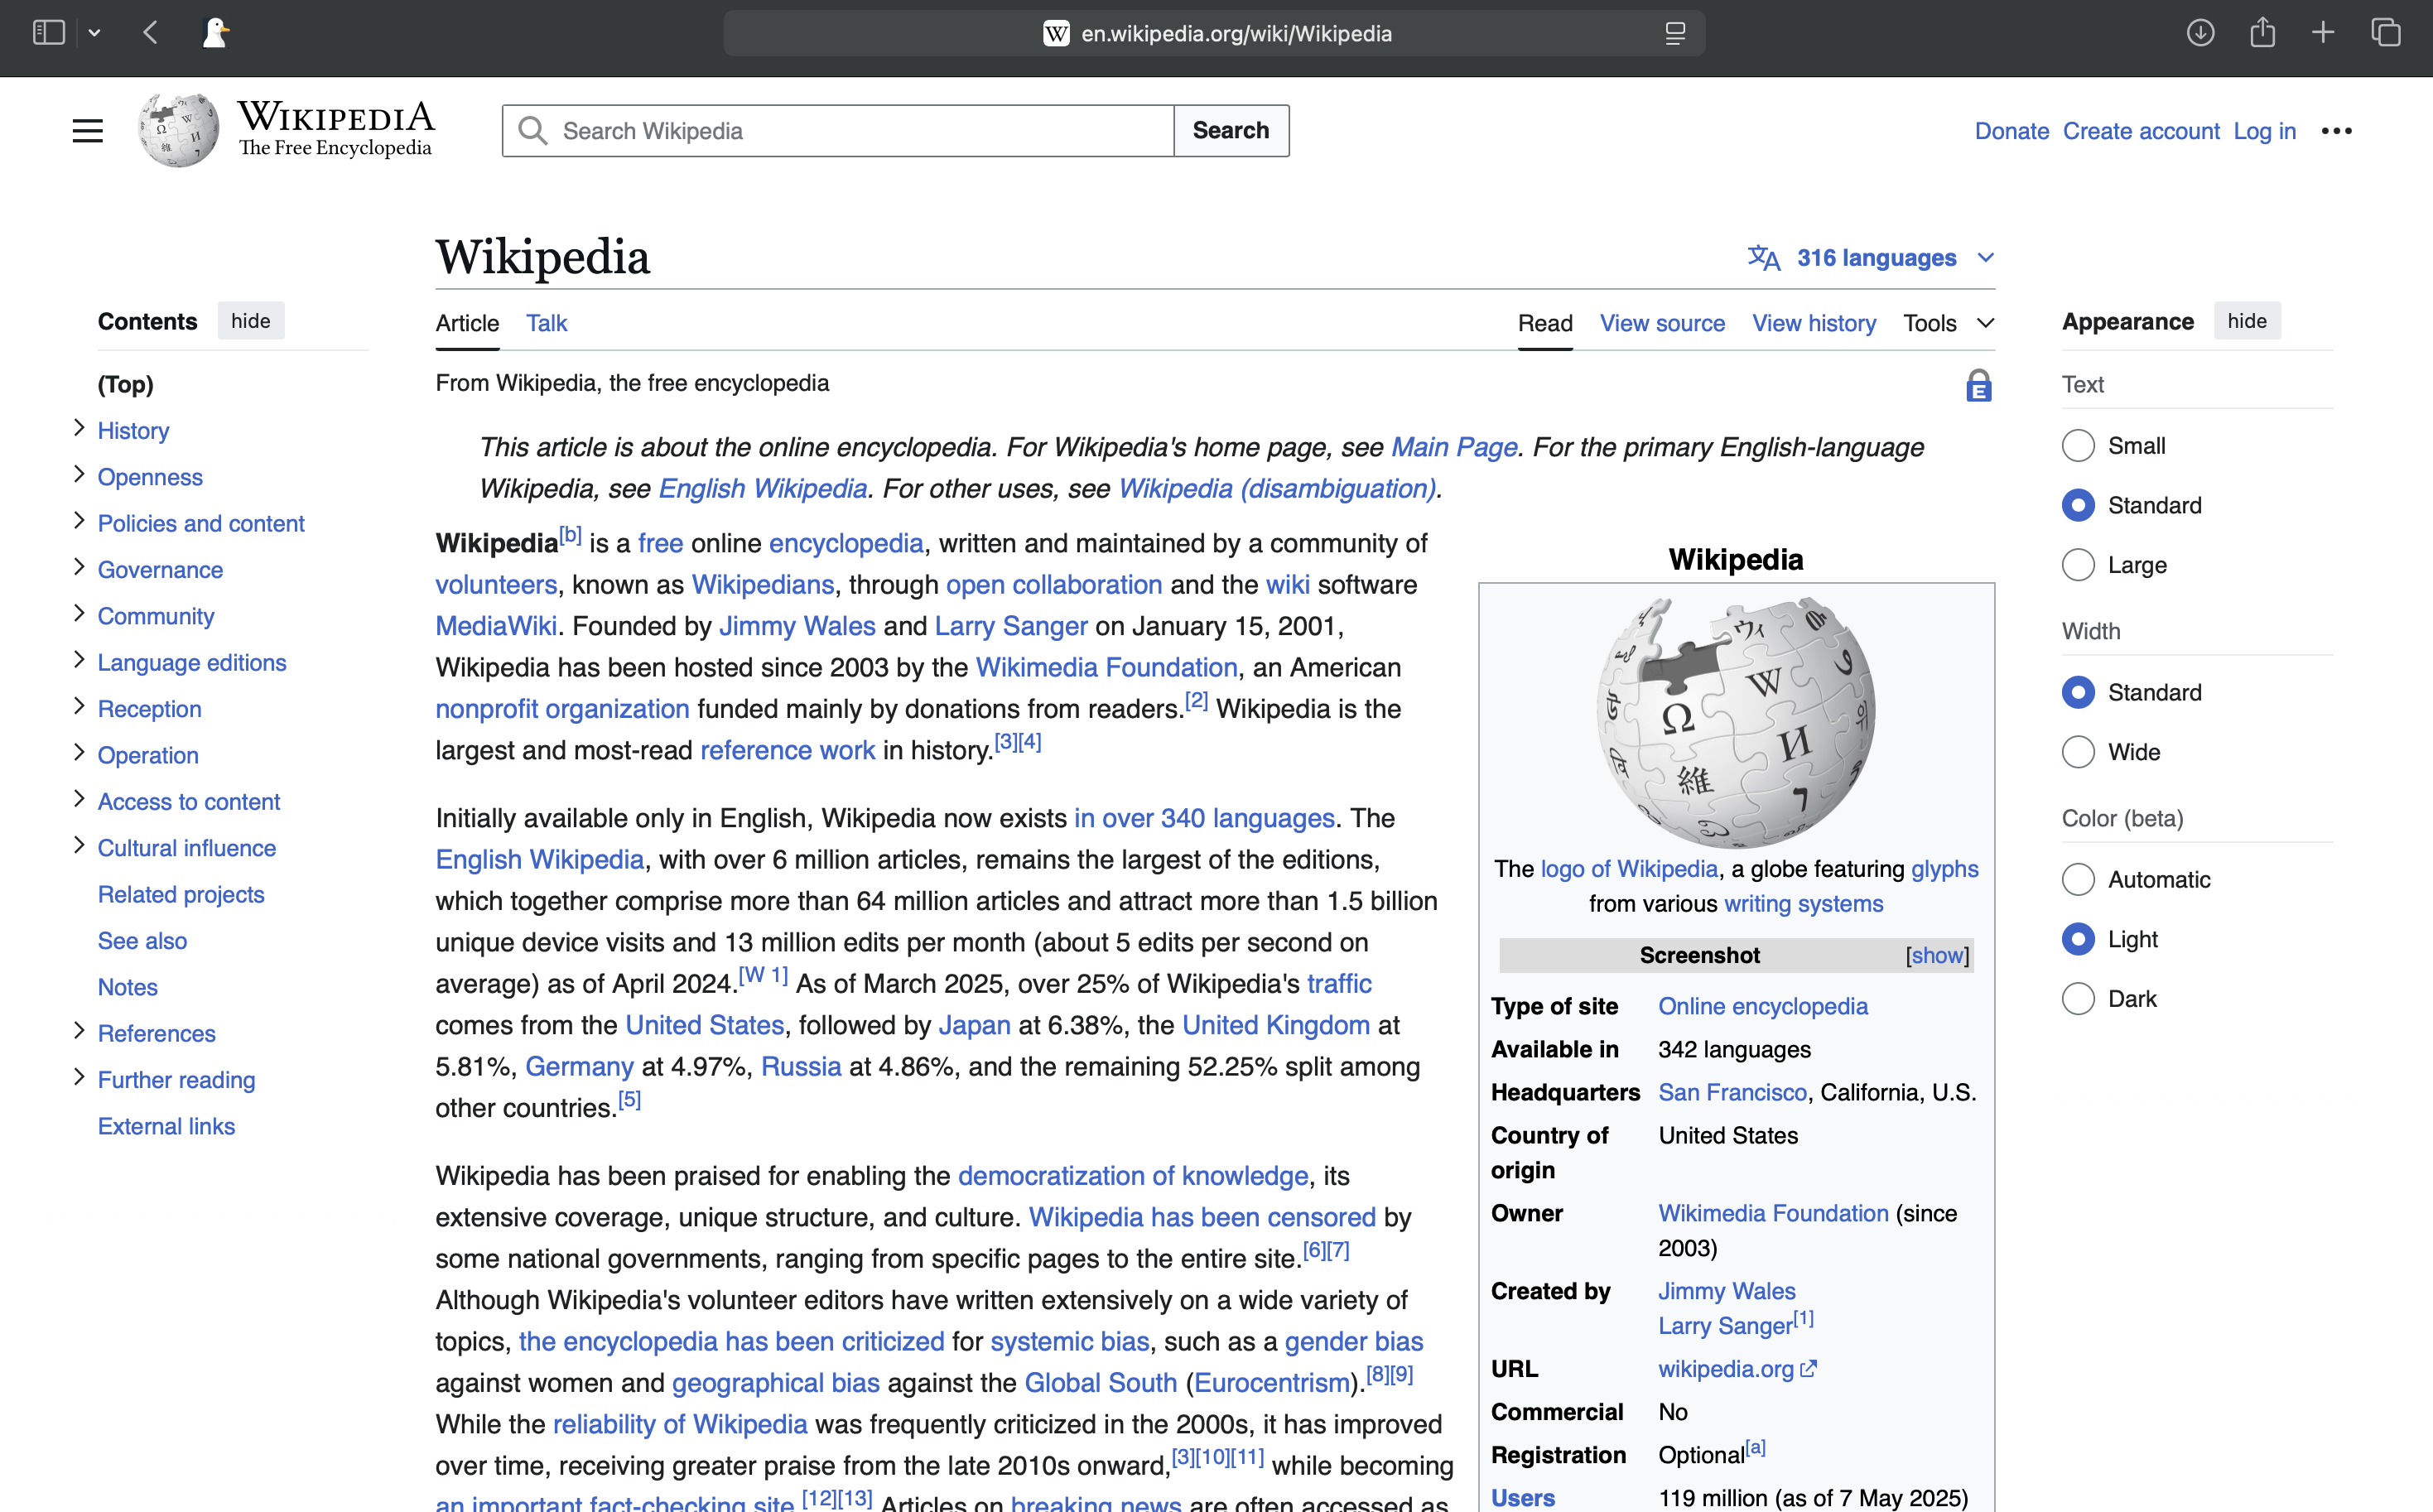 en.wikipedia.org/wiki/Wikipedia
WIKIPEDIA
The Free Encyclopedia
Search Wikipedia
Search
Donate Create account Log in
Wikipedia
316 languages
Contents hide
(Top)
History
Openness
Policies and content
Governance
Community
Language editions
Reception
Operation
Access to content
Cultural influence
Related projects
See also
Notes
References
Further reading
External links
Article Talk
Read View source View history Tools
From Wikipedia, the free encyclopedia
E
This article is about the online encyclopedia. For Wikipedia's home page, see Main Page. For the primary English-language
Wikipedia, see English Wikipedia. For other uses, see Wikipedia (disambiguation).
Wikipedia[b] is a free online encyclopedia, written and maintained by a community of
volunteers, known as Wikipedians, through open collaboration and the wiki software
MediaWiki. Founded by Jimmy Wales and Larry Sanger on January 15, 2001,
Wikipedia has been hosted since 2003 by the Wikimedia Foundation, an American
nonprofit organization funded mainly by donations from readers.[2] Wikipedia is the
largest and most-read reference work in history.[3][4]
Initially available only in English, Wikipedia now exists in over 340 languages. The
English Wikipedia, with over 6 million articles, remains the largest of the editions,
which together comprise more than 64 million articles and attract more than 1.5 billion
unique device visits and 13 million edits per month (about 5 edits per second on
average) as of April 2024.[W 1] As of March 2025, over 25% of Wikipedia's traffic
comes from the United States, followed by Japan at 6.38%, the United Kingdom at
5.81%, Germany at 4.97%, Russia at 4.86%, and the remaining 52.25% split among
other countries.[5]
Wikipedia has been praised for enabling the democratization of knowledge, its
extensive coverage, unique structure, and culture. Wikipedia has been censored by
some national governments, ranging from specific pages to the entire site.[6][7]
Although Wikipedia's volunteer editors have written extensively on a wide variety of
topics, the encyclopedia has been criticized for systemic bias, such as a gender bias
against women and geographical bias against the Global South (Eurocentrism).[8][9]
While the reliability of Wikipedia was frequently criticized in the 2000s, it has improved
over time, receiving greater praise from the late 2010s onward,[3][10][11] while becoming
an important fact-checking site.[12][13] Articles on breaking news are often accessed as
Wikipedia
Ω W И 維 ウィ
The logo of Wikipedia, a globe featuring glyphs
from various writing systems
Screenshot [show]
Type of site Online encyclopedia
Available in 342 languages
Headquarters San Francisco, California, U.S.
Country of United States
origin
Owner Wikimedia Foundation (since
2003)
Created by Jimmy Wales
Larry Sanger[1]
URL wikipedia.org
Commercial No
Registration Optional[a]
Users 119 million (as of 7 May 2025)
Appearance hide
Text
Small
Standard
Large
Width
Standard
Wide
Color (beta)
Automatic
Light
Dark